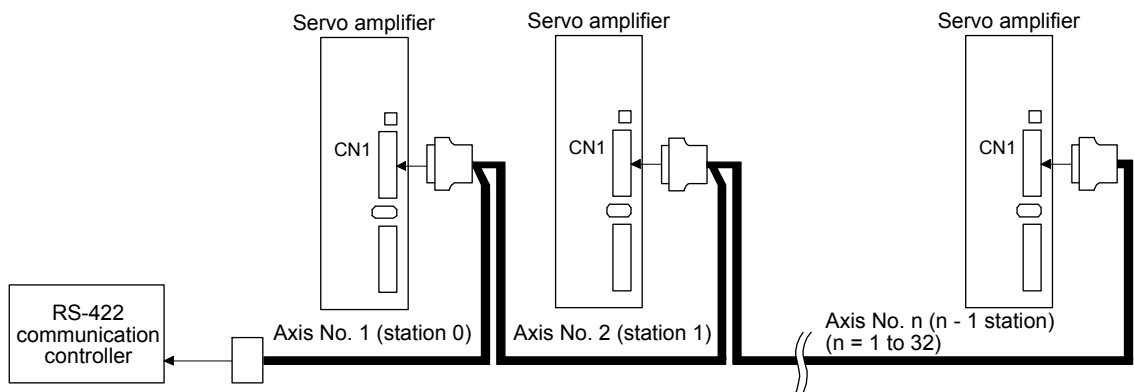 Servo amplifier
Servo amplifier
Servo amplifier
CN1
CN1
CN1
RS-422
communication
controller
Axis No. 1 (station 0)
Axis No. 2 (station 1)
Axis No. n (n - 1 station)
(n = 1 to 32)